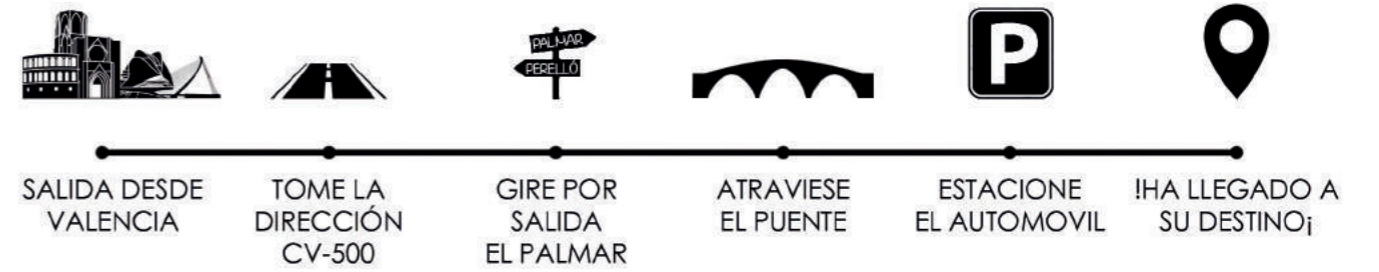 PALMAR
PERELLÓ
P
SALIDA DESDE
VALENCIA
TOME LA
DIRECCIÓN
CV-500
GIRE POR
SALIDA
EL PALMAR
ATRAVIESE
EL PUENTE
ESTACIONE
EL AUTOMOVIL
!HA LLEGADO A
SU DESTINO¡